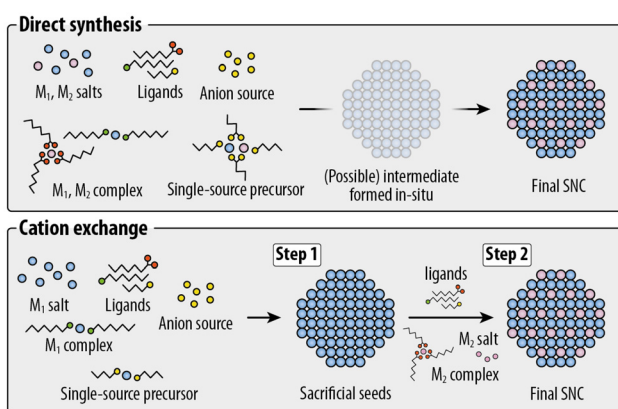 Direct synthesis
M₁, M₂ salts
Ligands
Anion source
M₁, M₂ complex
Single-source precursor
(Possible) intermediate
formed in-situ
Final SNC
Cation exchange
M₁ salt
Ligands
Anion source
M₁ complex
Single-source precursor
Step 1
Sacrificial seeds
ligands
M₂ salt
M₂ complex
Step 2
Final SNC